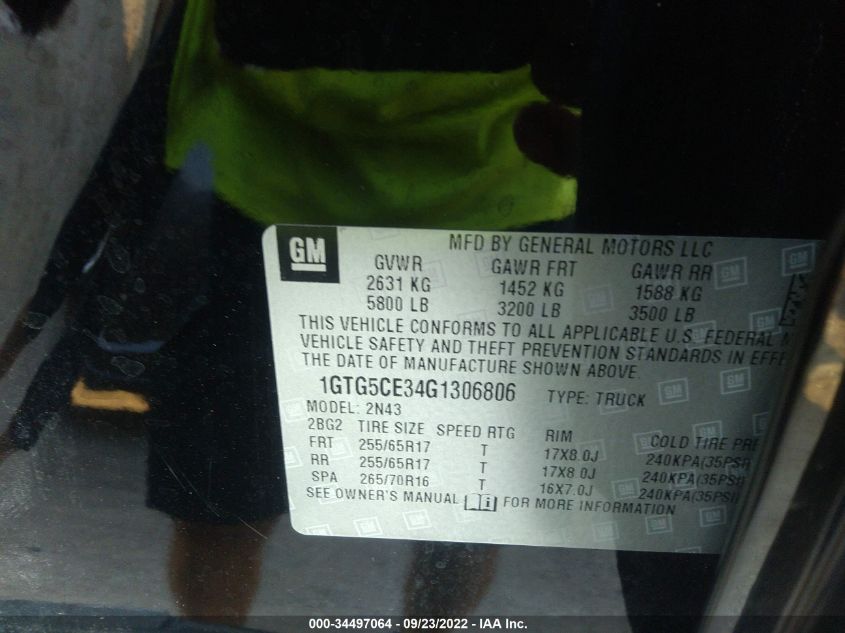 GM
MFD BY GENERAL MOTORS LLC
GVWR GAWR FRT GAWR RR
2631 KG 1452 KG 1588 KG
5800 LB 3200 LB 3500 LB
THIS VEHICLE CONFORMS TO ALL APPLICABLE U.S. FEDERAL
VEHICLE SAFETY AND THEFT PREVENTION STANDARDS IN EFFE
THE DATE OF MANUFACTURE SHOWN ABOVE.
1GTG5CE34G1306806 TYPE: TRUCK
MODEL: 2N43
2BG2 TIRE SIZE SPEED RTG RIM COLD TIRE PRE
FRT 255/65R17 T 17X8.0J 240KPA(35PSI)
RR 255/65R17 T 17X8.0J 240KPA(35PSI)
SPA 265/70R16 T 16X7.0J 240KPA(35PSI)
SEE OWNER'S MANUAL FOR MORE INFORMATION
000-34497064 - 09/23/2022 - IAA Inc.